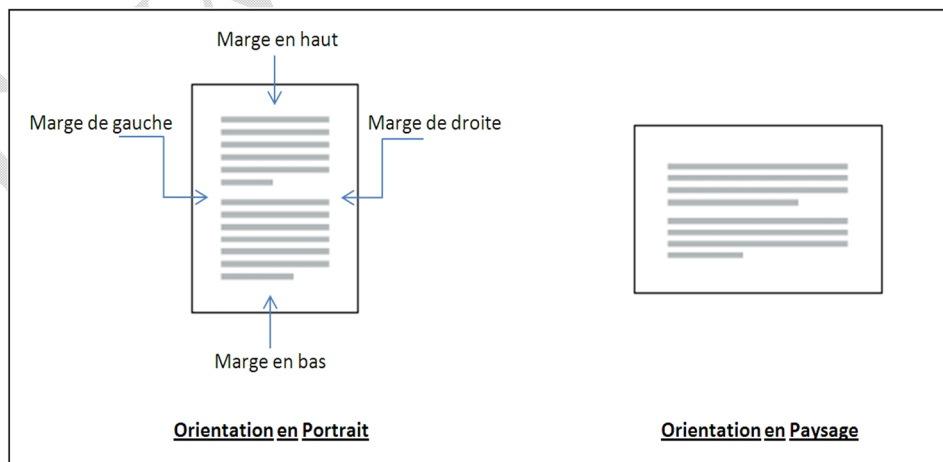 Marge en haut
Marge de gauche
Marge de droite
Marge en bas
Orientation en Portrait
Orientation en Paysage